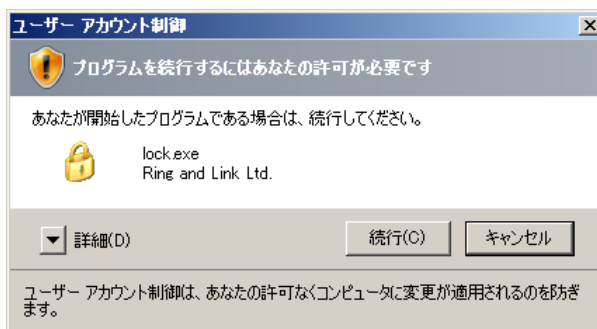 ユーザー アカウント制御
プログラムを続行するにはあなたの許可が必要です
あなたが開始したプログラムである場合は、続行してください。
lock.exe
Ring and Link Ltd.
詳細(D)
続行(C)
キャンセル
ユーザー アカウント制御は、あなたの許可なくコンピュータに変更が適用されるのを防ぎ
ます。